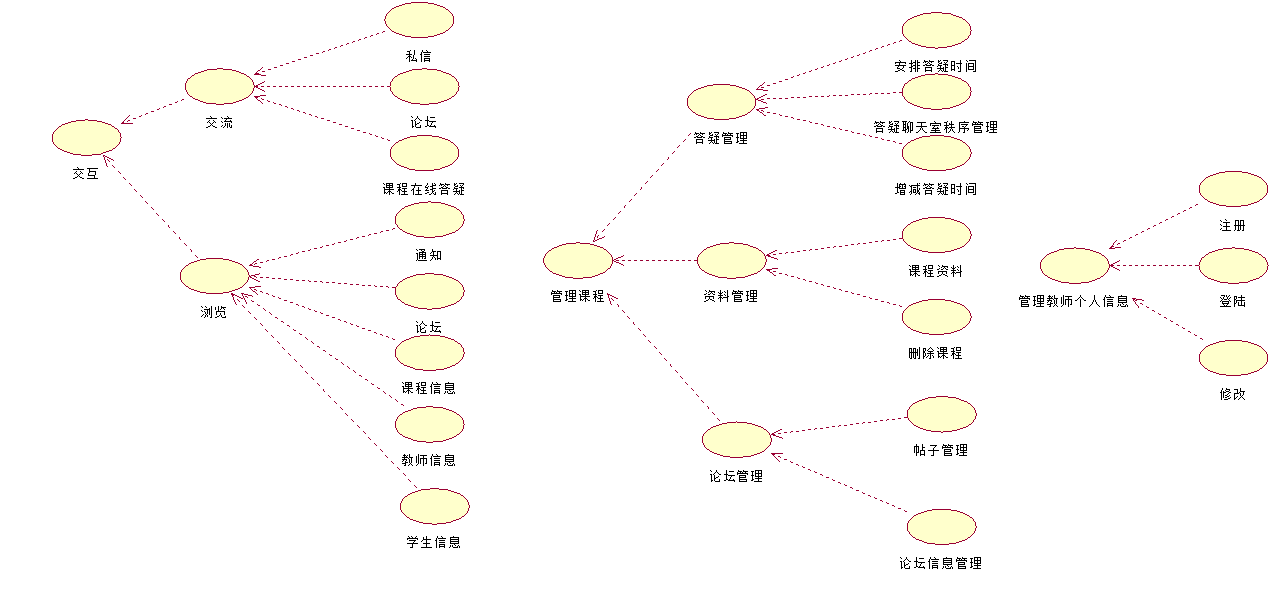 私信
交流
论坛
交互
课程在线答疑
通知
浏览
论坛
课程信息
教师信息
学生信息
安排答疑时间
答疑管理
答疑聊天室秩序管理
增减答疑时间
管理课程
资料管理
课程资料
删除课程
论坛管理
帖子管理
论坛信息管理
注册
管理教师个人信息
登陆
修改